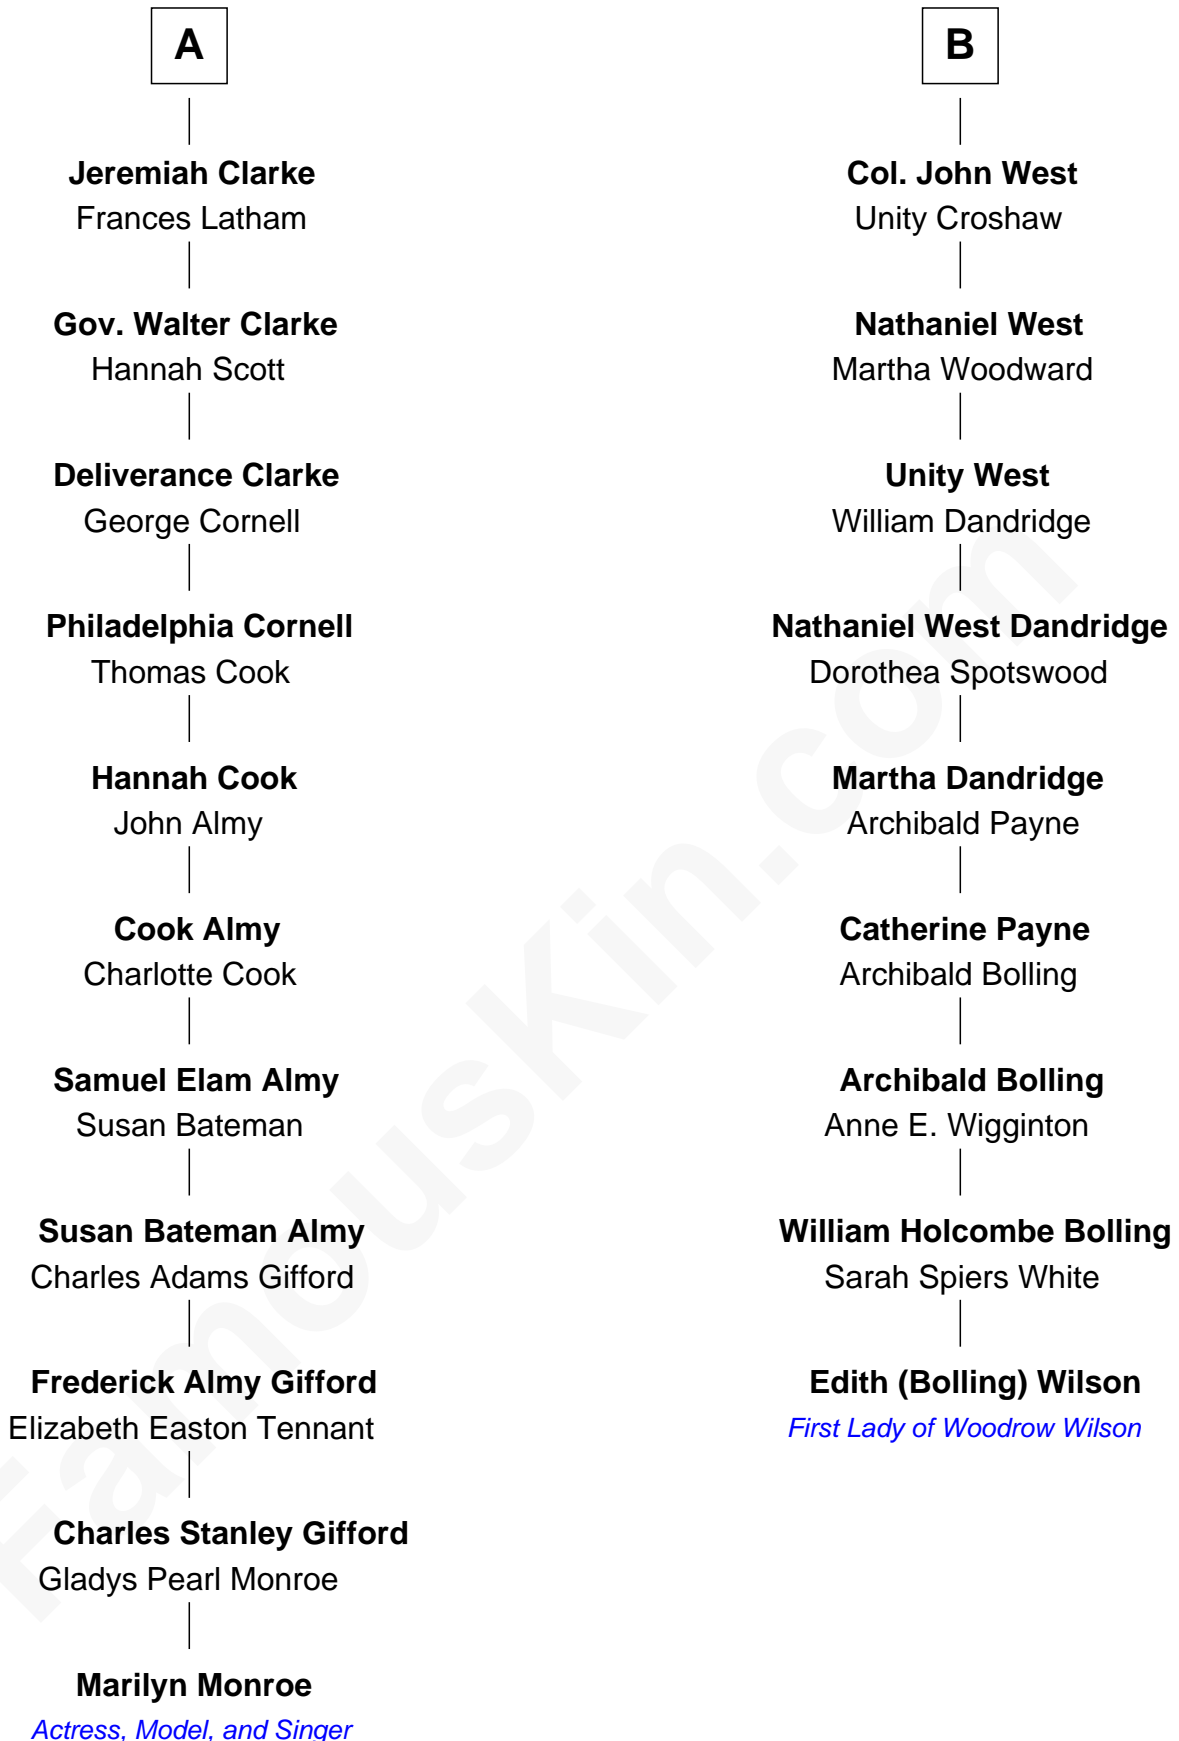 A
Jeremiah Clarke
Frances Latham
Gov. Walter Clarke
Hannah Scott
Deliverance Clarke
George Cornell
Philadelphia Cornell
Thomas Cook
Hannah Cook
John Almy
Cook Almy
Charlotte Cook
Samuel Elam Almy
Susan Bateman
Susan Bateman Almy
Charles Adams Gifford
Frederick Almy Gifford
Elizabeth Easton Tennant
Charles Stanley Gifford
Gladys Pearl Monroe
Marilyn Monroe
Actress, Model, and Singer
B
Col. John West
Unity Croshaw
Nathaniel West
Martha Woodward
Unity West
William Dandridge
Nathaniel West Dandridge
Dorothea Spotswood
Martha Dandridge
Archibald Payne
Catherine Payne
Archibald Bolling
Archibald Bolling
Anne E. Wigginton
William Holcombe Bolling
Sarah Spiers White
Edith (Bolling) Wilson
First Lady of Woodrow Wilson
FamousKin.com